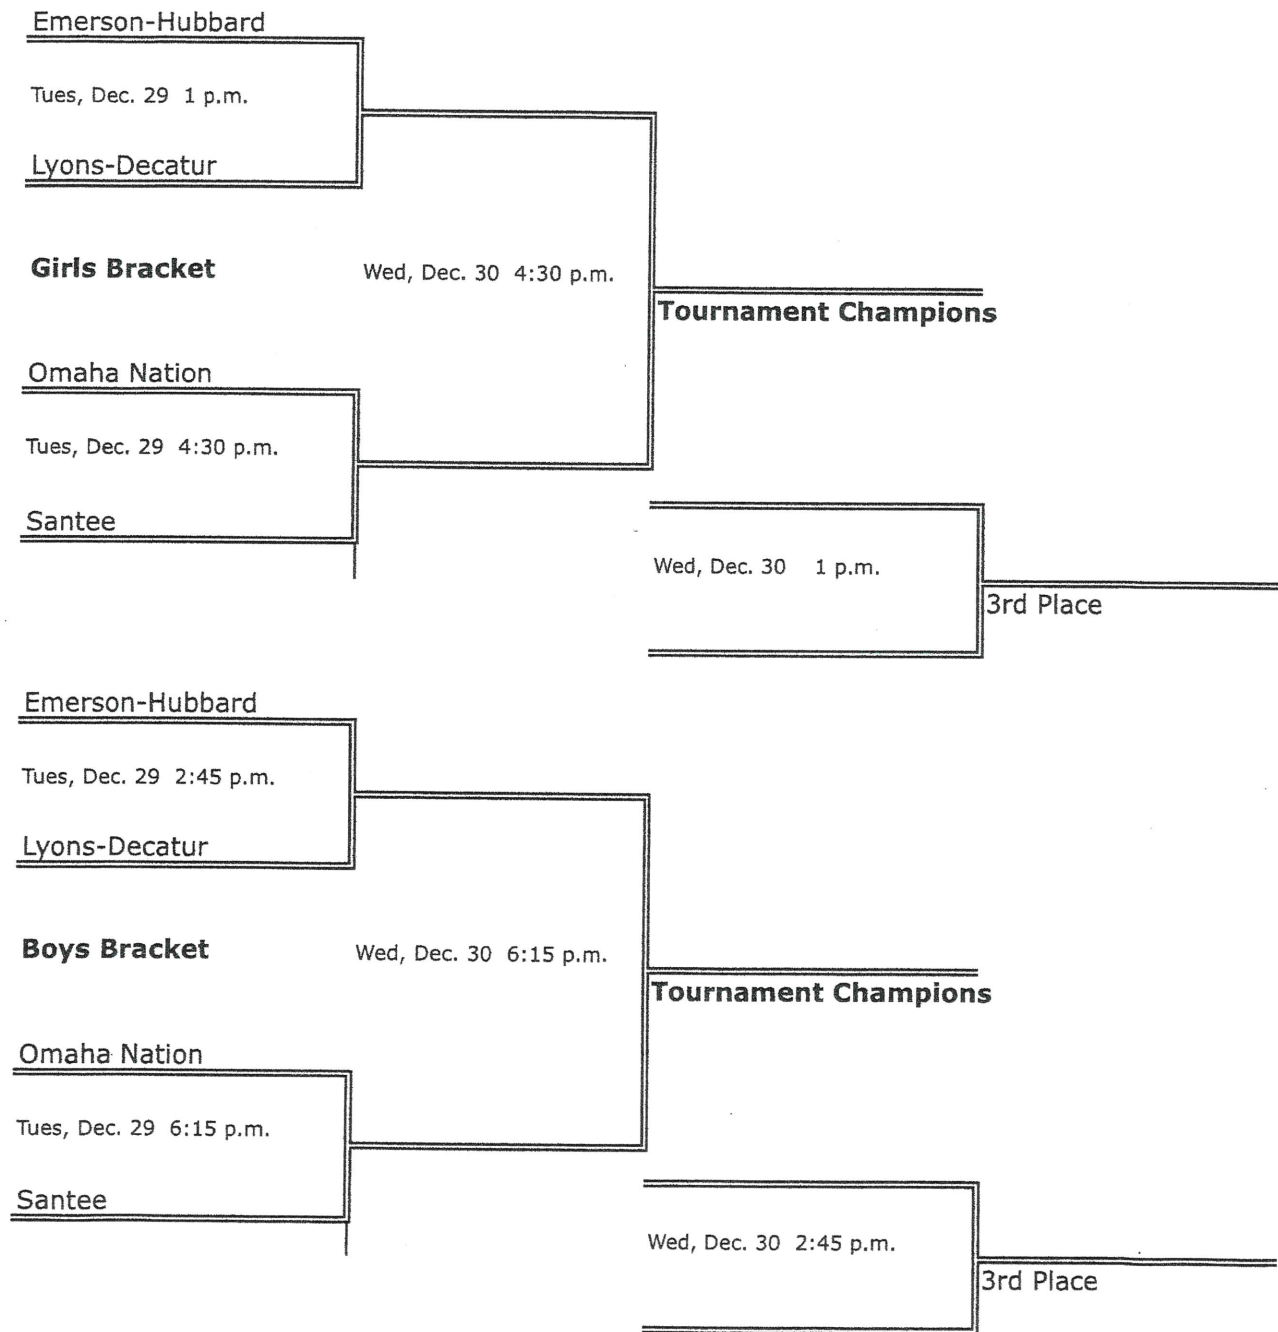 Emerson-Hubbard
Tues, Dec. 29 1 p.m.
Lyons-Decatur
Girls Bracket
Wed, Dec. 30 4:30 p.m.
Tournament Champions
Omaha Nation
Tues, Dec. 29 4:30 p.m.
Santee
Wed, Dec. 30 1 p.m.
3rd Place
Emerson-Hubbard
Tues, Dec. 29 2:45 p.m.
Lyons-Decatur
Boys Bracket
Wed, Dec. 30 6:15 p.m.
Tournament Champions
Omaha Nation
Tues, Dec. 29 6:15 p.m.
Santee
Wed, Dec. 30 2:45 p.m.
3rd Place